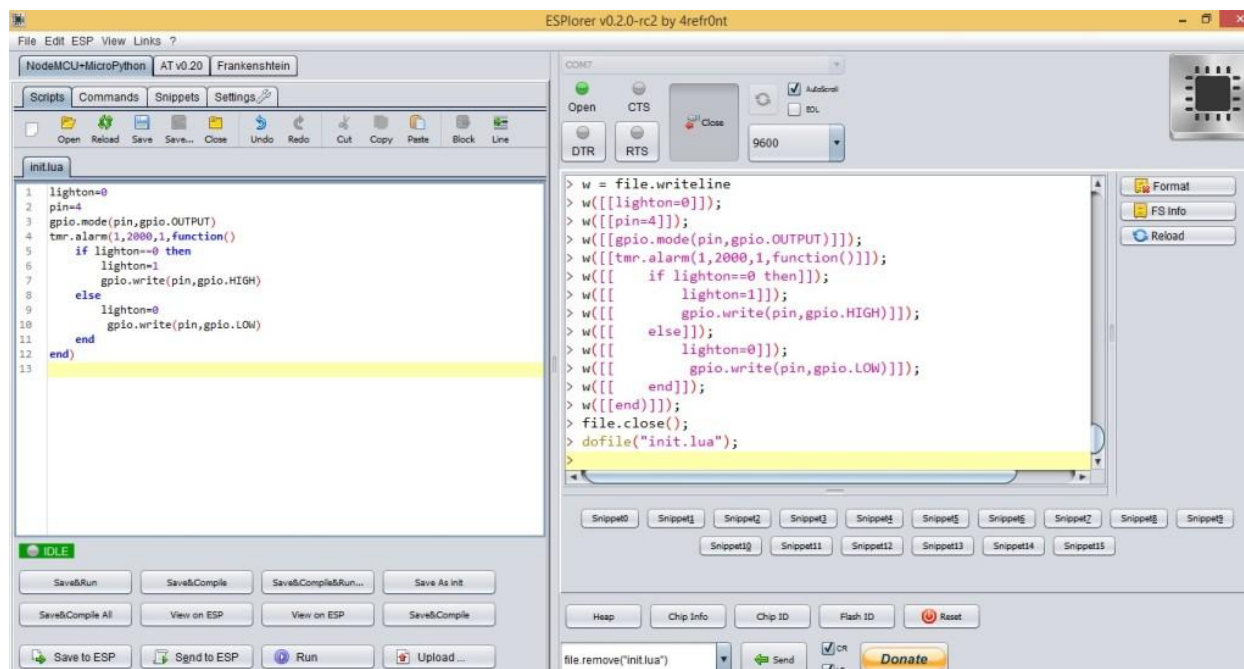 ESPlorer v0.2.0-rc2 by 4refr0nt
File Edit ESP View Links ?
NodeMCU+MicroPython AT v0.20 Frankenshtein
Scripts Commands Snippets Settings
Open Reload Save Save... Close Undo Redo Cut Copy Paste Block Line
init.lua
1 lighton=0
2 pin=4
3 gpio.mode(pin,gpio.OUTPUT)
4 tmr.alarm(1,2000,1,function()
5     if lighton==0 then
6         lighton=1
7         gpio.write(pin,gpio.HIGH)
8     else
9         lighton=0
10          gpio.write(pin,gpio.LOW)
11     end
12 end)
13
IDLE
Save&Run Save&Compile Save&Compile&Run... Save As init
Save&Compile All View on ESP View on ESP Save&Compile
Save to ESP Send to ESP Run Upload ...
COM7
Open CTS Close AutoScroll
EOL
DTR RTS 9600
> w = file.writeline
> w([[lighton=0]]);
> w([[pin=4]]);
> w([[gpio.mode(pin,gpio.OUTPUT)]]);
> w([[tmr.alarm(1,2000,1,function()]]);
> w([[    if lighton==0 then]]);
> w([[        lighton=1]]);
> w([[        gpio.write(pin,gpio.HIGH)]]);
> w([[    else]]);
> w([[        lighton=0]]);
> w([[         gpio.write(pin,gpio.LOW)]]);
> w([[    end]]);
> w([[end)]]);
> file.close();
> dofile("init.lua");
>
Format
FS Info
Reload
Snippet0 Snippet1 Snippet2 Snippet3 Snippet4 Snippet5 Snippet6 Snippet7 Snippet8 Snippet9
Snippet10 Snippet11 Snippet12 Snippet13 Snippet14 Snippet15
Heap Chip Info Chip ID Flash ID Reset
file.remove("init.lua") Send CR Donate